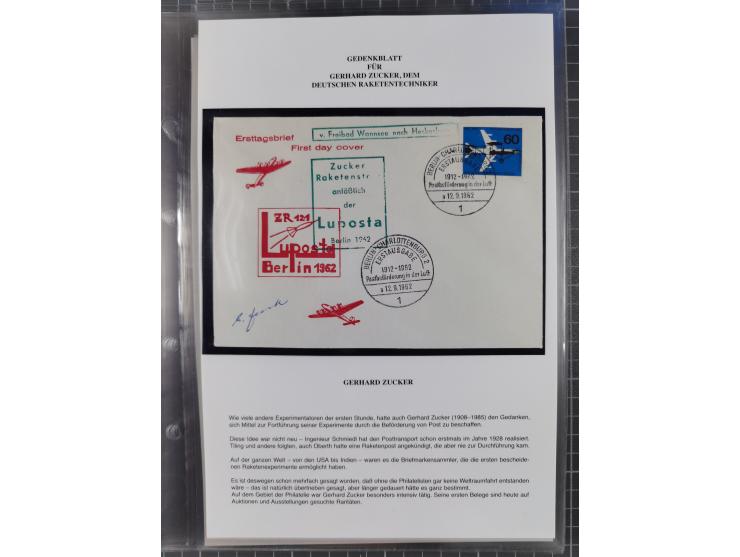 GEDENKBLATT
FÜR
GERHARD ZUCKER, DEM
DEUTSCHEN RAKETENTECHNIKER
Ersttagsbrief
First day cover
v. Freibad Wannsee nach
60
Zucker
Raketenstr
anläßlich
der
Luposta
Berlin 1962
BERLIN-CHARLOTTENBURG
ERSTAUSGABE
1912-1962
Postbeförderung in der Luft
a 12.9.1962
1
ZR 121
Luposta
Berlin 1962
BERLIN-CHARLOTTENBURG 2
ERSTAUSGABE
1912-1962
Postbeförderung in der Luft
a 12.9.1962
1
GERHARD ZUCKER
Wie viele andere Experimentatoren der ersten Stunde, hatte auch Gerhard Zucker (1908–1985) den Gedanken,
sich Mittel zur Fortführung seiner Experimente durch die Beförderung von Post zu beschaffen.
Diese Idee war nicht neu – Ingenieur Schmiedl hat den Posttransport schon erstmals im Jahre 1928 realisiert.
Tiling und andere folgten, auch Oberth hatte eine Raketenpost angekündigt, die aber nie zur Durchführung kam.
Auf der ganzen Welt – von den USA bis Indien – waren es die Briefmarkensammler, die die ersten bescheide-
nen Raketenexperimente ermöglicht haben.
Es ist deswegen schon mehrfach gesagt worden, daß ohne die Philatelisten gar keine Weltraumfahrt entstanden
wäre – das ist natürlich übertrieben gesagt, aber länger gedauert hätte es ganz bestimmt.
Auf dem Gebiet der Philatelie war Gerhard Zucker besonders intensiv tätig. Seine ersten Belege sind heute auf
Auktionen und Ausstellungen gesuchte Raritäten.